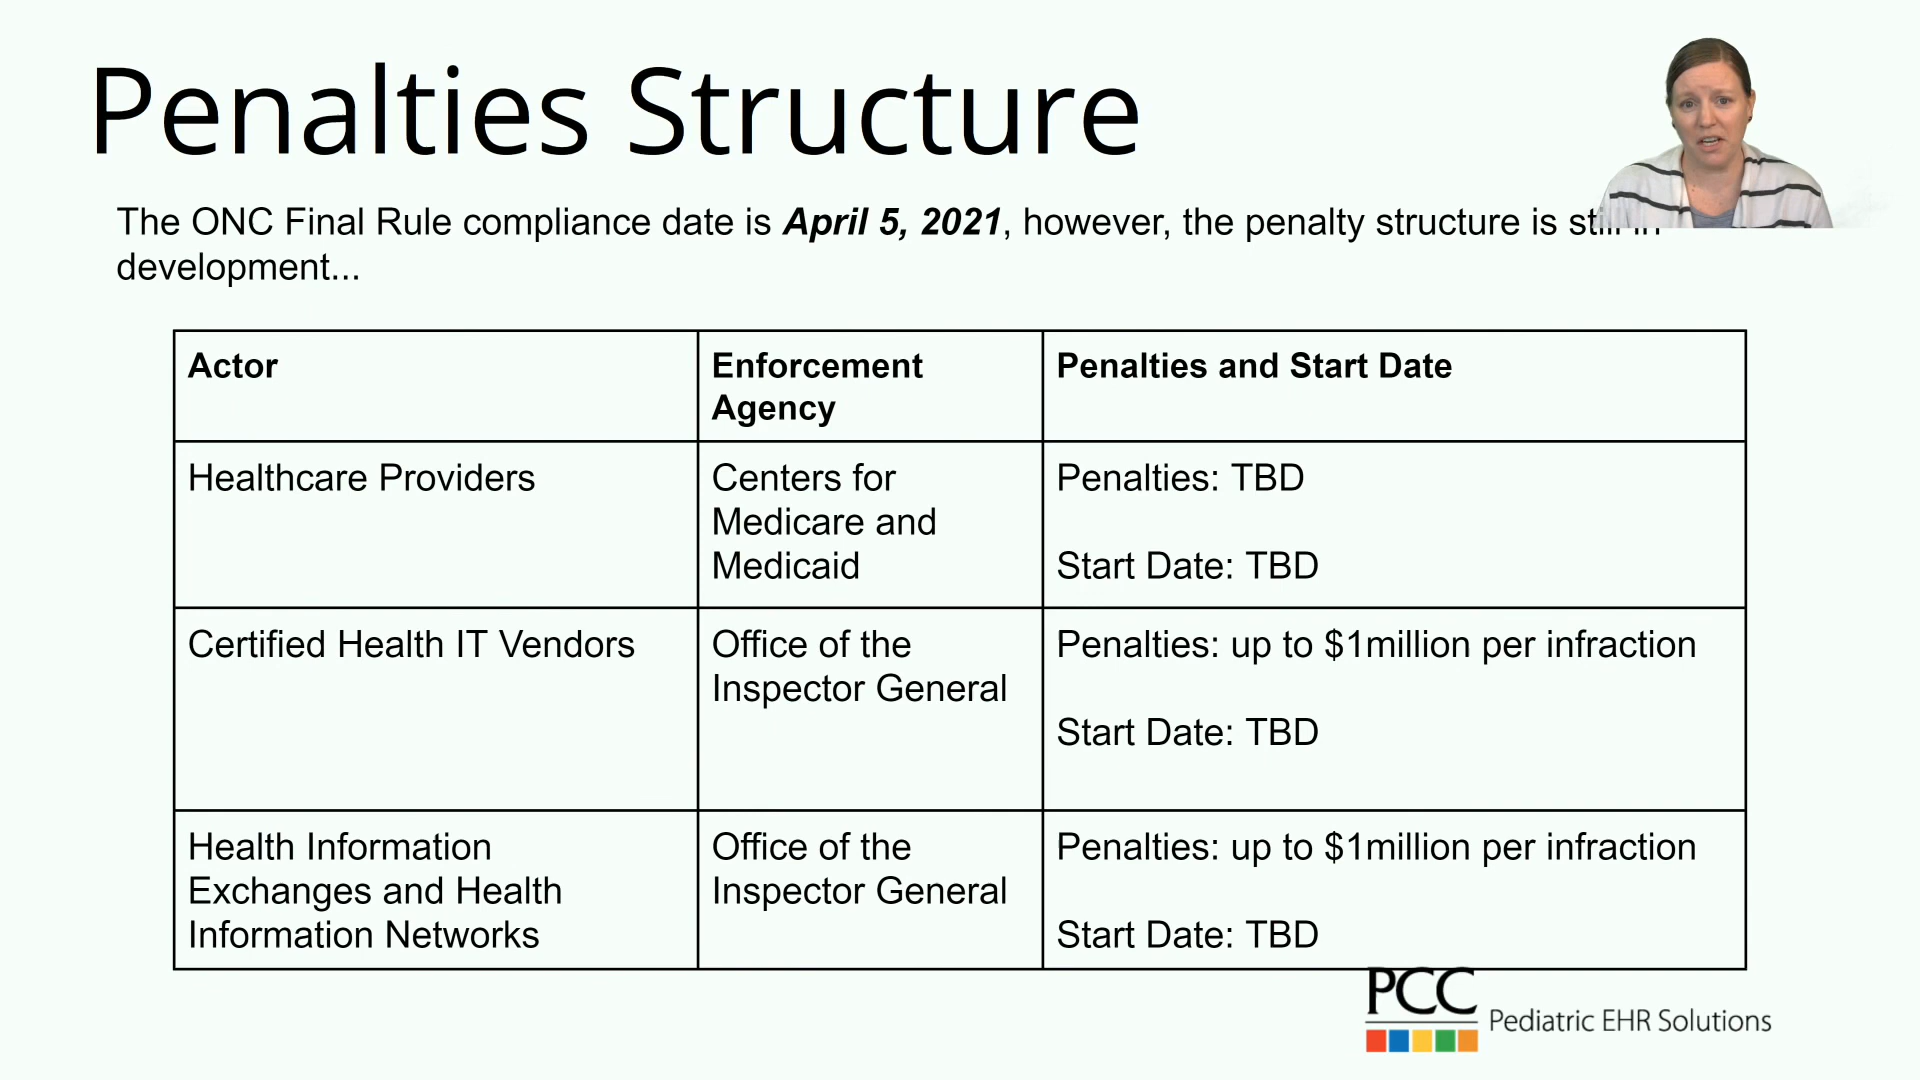 Penalties Structure
The ONC Final Rule compliance date is April 5, 2021, however, the penalty structure is still in
development...
Actor
Enforcement
Agency
Penalties and Start Date
Healthcare Providers
Centers for
Medicare and
Medicaid
Penalties: TBD
Start Date: TBD
Certified Health IT Vendors
Office of the
Inspector General
Penalties: up to $1million per infraction
Start Date: TBD
Health Information
Exchanges and Health
Information Networks
Office of the
Inspector General
Penalties: up to $1million per infraction
Start Date: TBD
PCC
Pediatric EHR Solutions